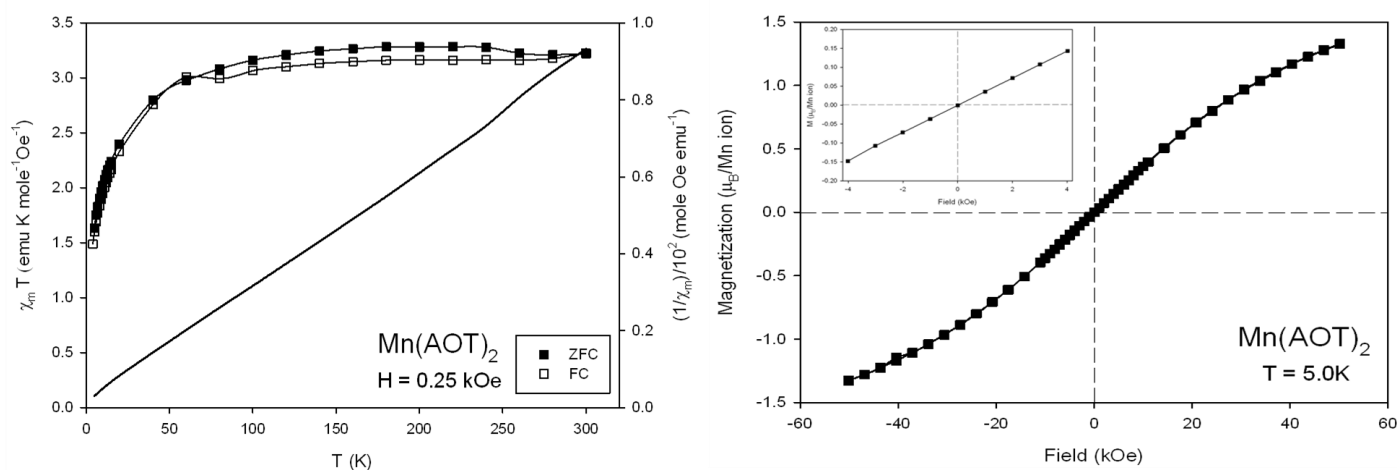 χₘ T (emu K mole⁻¹Oe⁻¹)
3.5
3.0
2.5
2.0
1.5
1.0
0.5
0.0
0 50 100 150 200 250 300
T (K)
1.0
0.8
0.6
0.4
0.2
0.0
(1/χₘ)/10² (mole Oe emu⁻¹)
Mn(AOT)₂
H = 0.25 kOe
ZFC
FC
Magnetization (μB/Mn ion)
1.5
1.0
0.5
0.0
-0.5
-1.0
-1.5
-60 -40 -20 0 20 40 60
Field (kOe)
M (μB/Mn ion)
0.20
0.15
0.10
0.05
0.00
-0.05
-0.10
-0.15
-0.20
-4 -2 0 2 4
Field (kOe)
Mn(AOT)₂
T = 5.0K